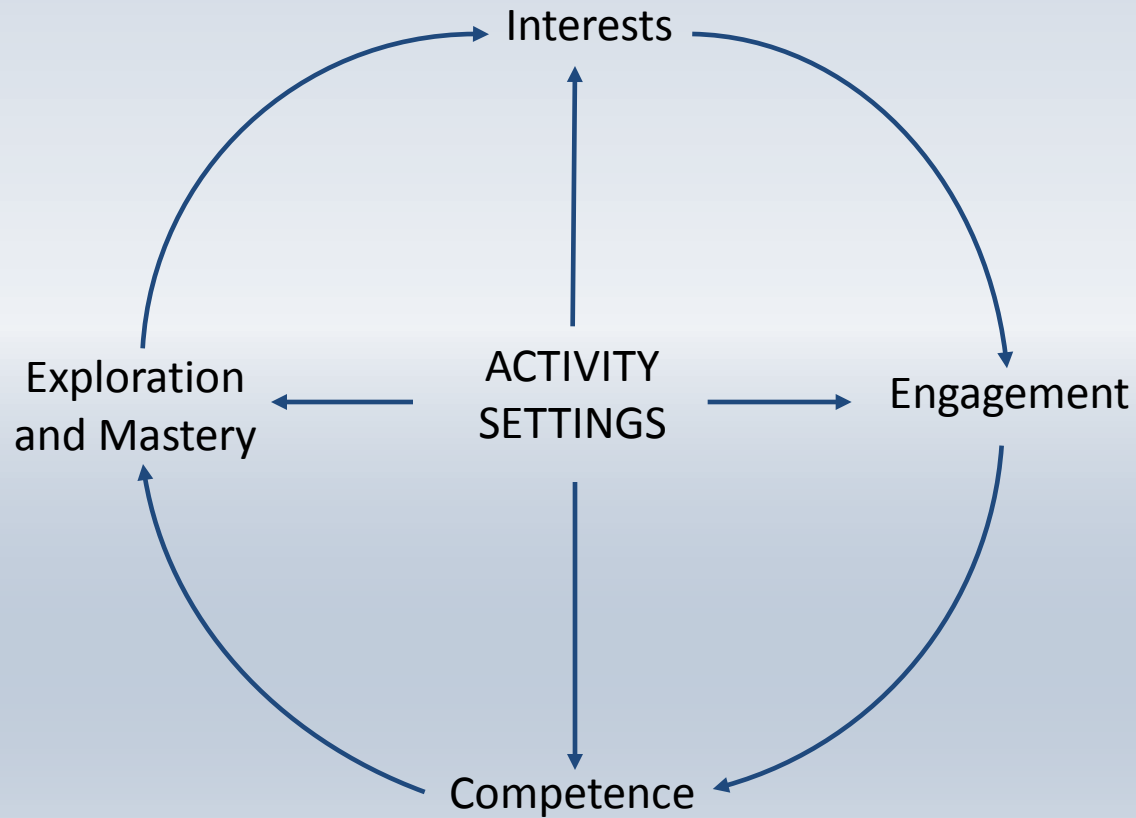 Interests
Exploration
and Mastery
ACTIVITY
SETTINGS
Engagement
Competence